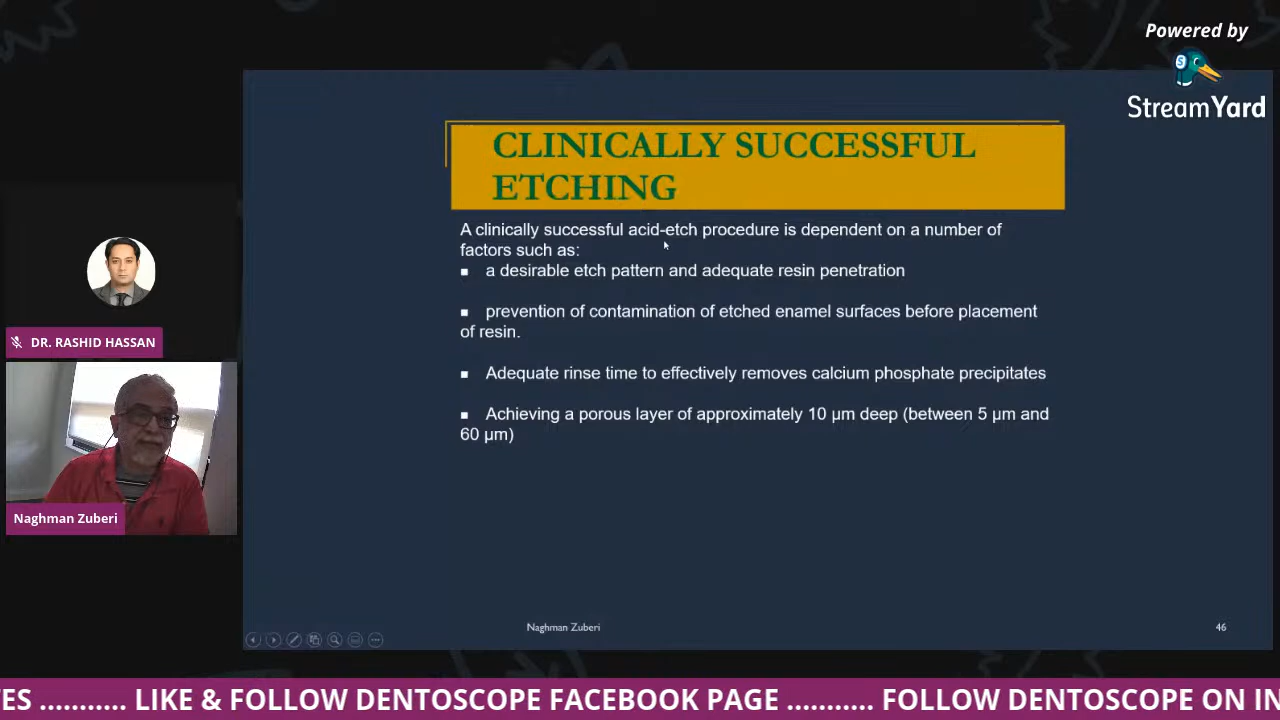 Powered by
StreamYard
CLINICALLY SUCCESSFUL
ETCHING
A clinically successful acid-etch procedure is dependent on a number of
factors such as:
▪ a desirable etch pattern and adequate resin penetration
▪ prevention of contamination of etched enamel surfaces before placement
of resin.
▪ Adequate rinse time to effectively removes calcium phosphate precipitates
▪ Achieving a porous layer of approximately 10 µm deep (between 5 µm and
60 µm)
DR. RASHID HASSAN
Naghman Zuberi
Naghman Zuberi
46
TES .......... LIKE & FOLLOW DENTOSCOPE FACEBOOK PAGE ........... FOLLOW DENTOSCOPE ON IN